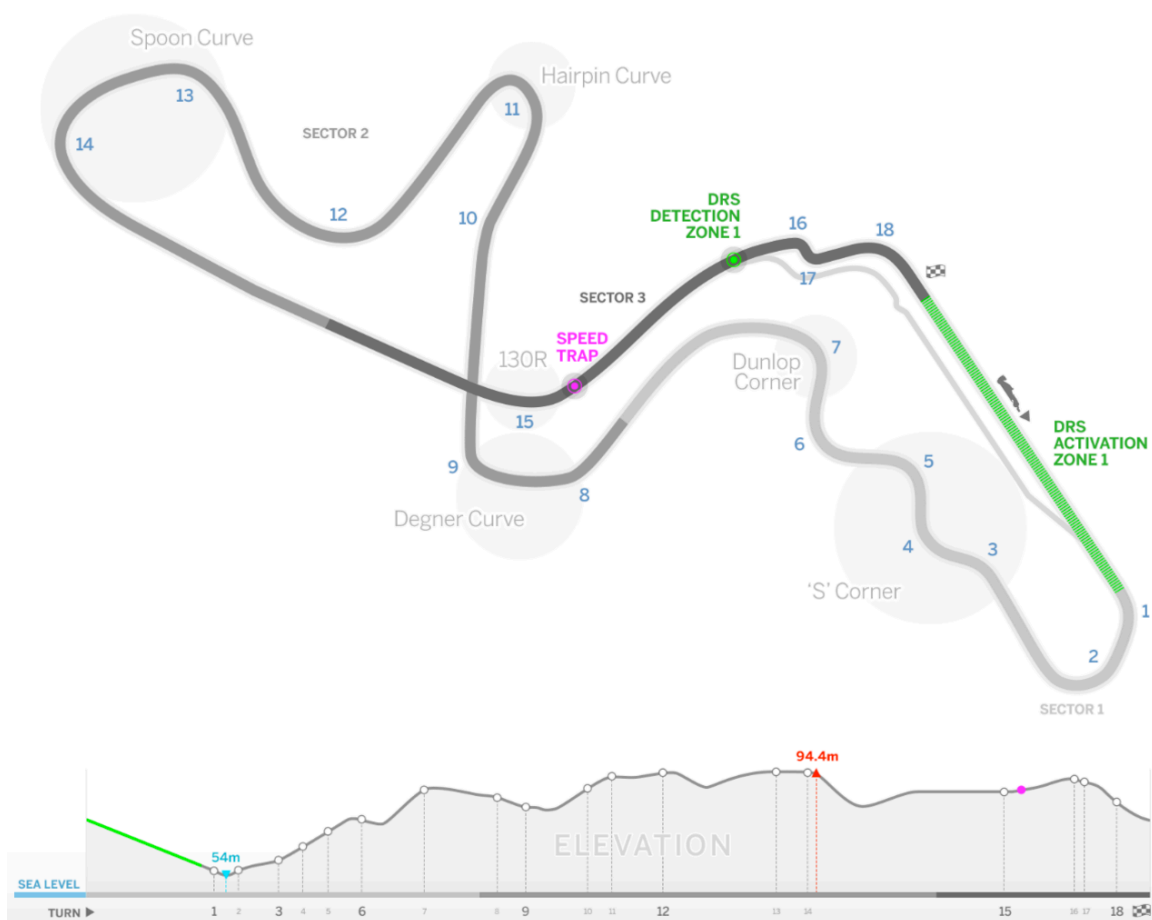 Spoon Curve
13
14
SECTOR 2
Hairpin Curve
11
12
10
DRS
DETECTION
ZONE 1
16
18
17
SECTOR 3
SPEED
TRAP
130R
15
7
Dunlop
Corner
6
9
8
Degner Curve
DRS
ACTIVATION
ZONE 1
5
4
3
'S' Corner
1
2
SECTOR 1
94.4m
54m
ELEVATION
SEA LEVEL
TURN 1 2 3 4 5 6 7 8 9 10 11 12 13 14 15 16 17 18